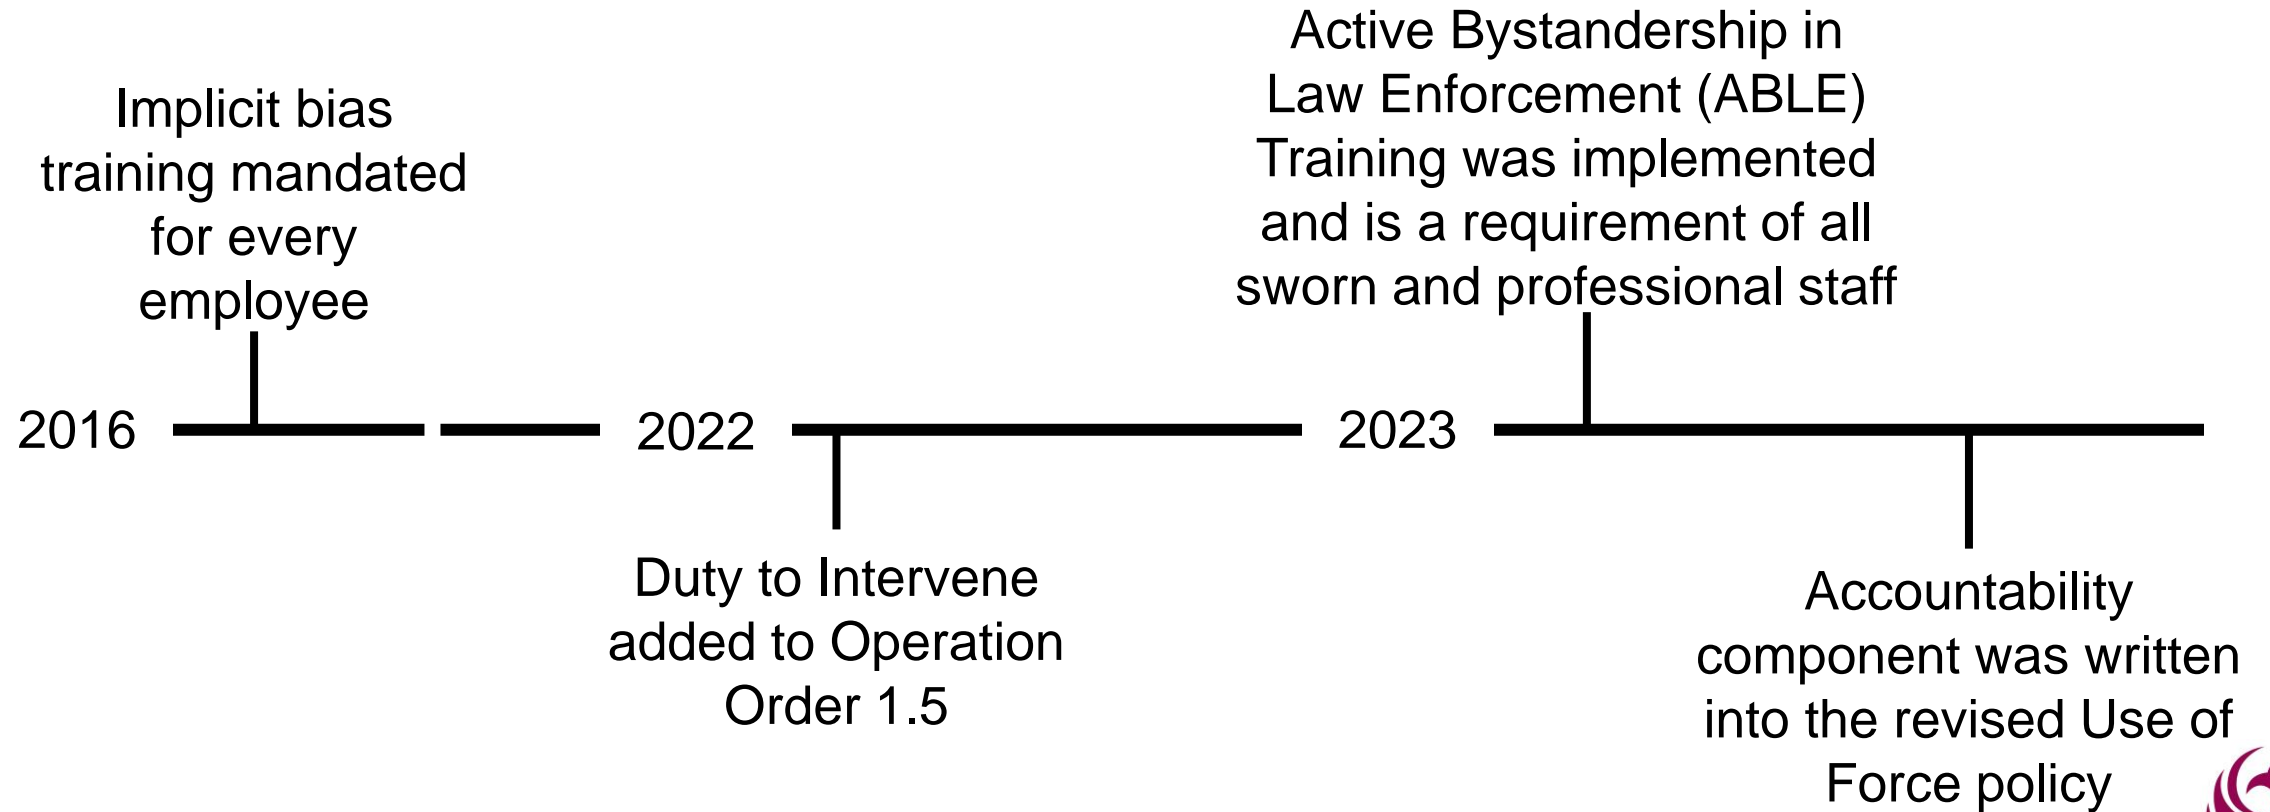 Implicit bias
training mandated
for every
employee
Active Bystandership in
Law Enforcement (ABLE)
Training was implemented
and is a requirement of all
sworn and professional staff
2016
2022
2023
Duty to Intervene
added to Operation
Order 1.5
Accountability
component was written
into the revised Use of
Force policy